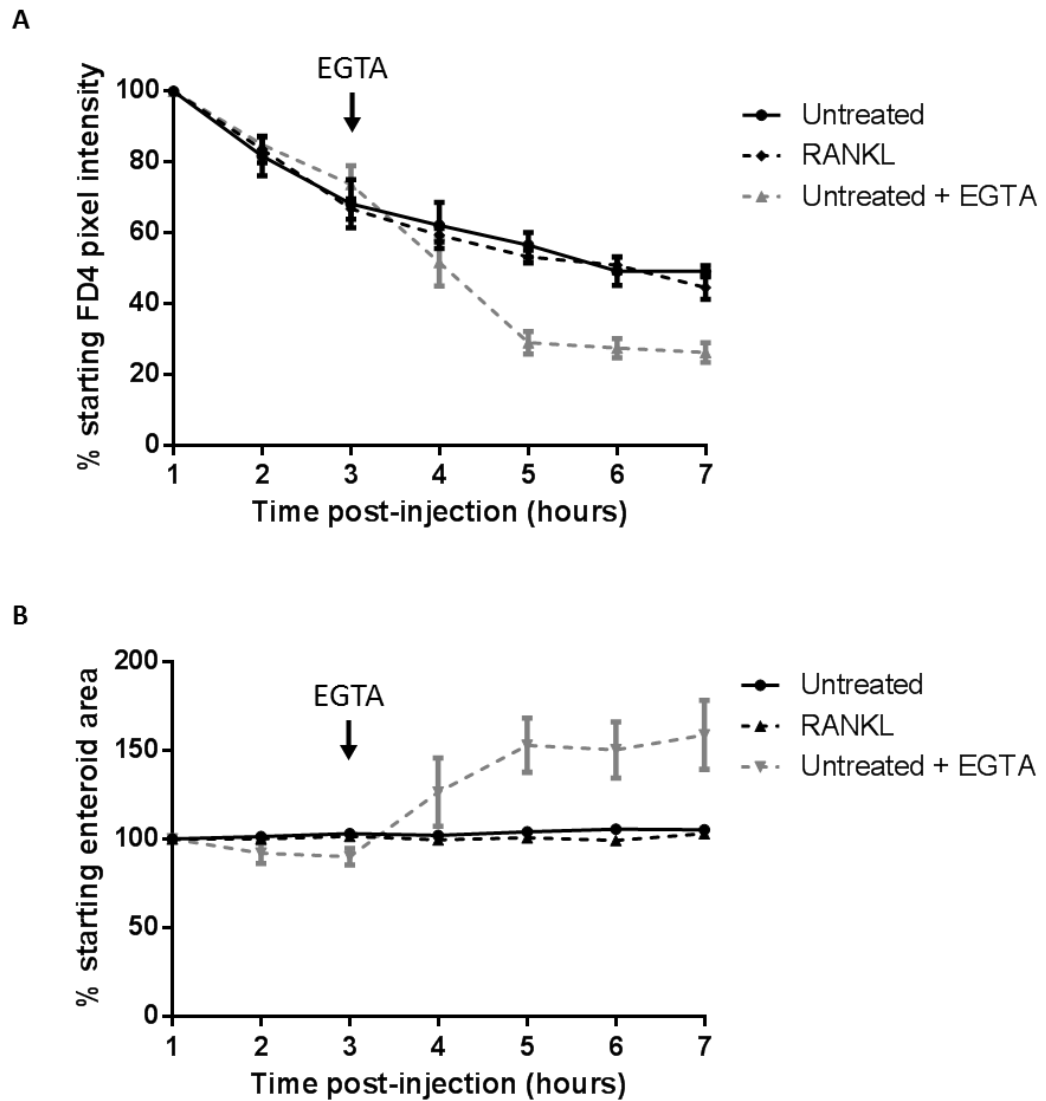 A
EGTA
% starting FD4 pixel intensity
100
80
60
40
20
0
1 2 3 4 5 6 7
Time post-injection (hours)
Untreated
RANKL
Untreated + EGTA
B
EGTA
% starting enteroid area
200
150
100
50
0
1 2 3 4 5 6 7
Time post-injection (hours)
Untreated
RANKL
Untreated + EGTA